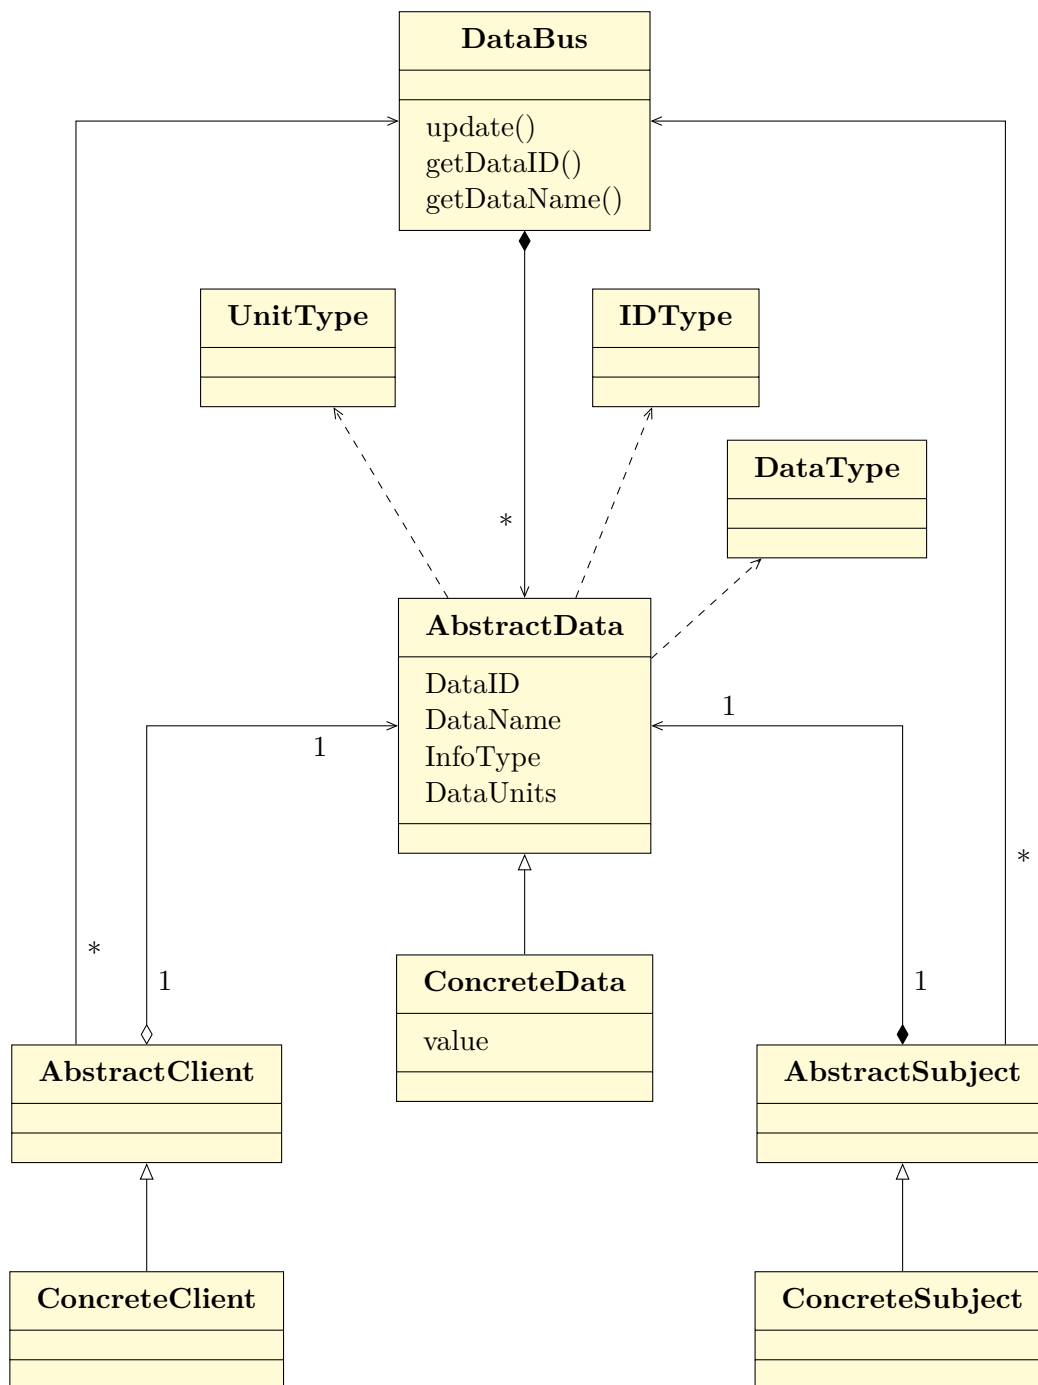 DataBus
update()
getDataID()
getDataName()
UnitType
IDType
DataType
*
AbstractData
DataID
DataName
InfoType
DataUnits
1
1
*
*
1
1
ConcreteData
value
AbstractClient
AbstractSubject
ConcreteClient
ConcreteSubject